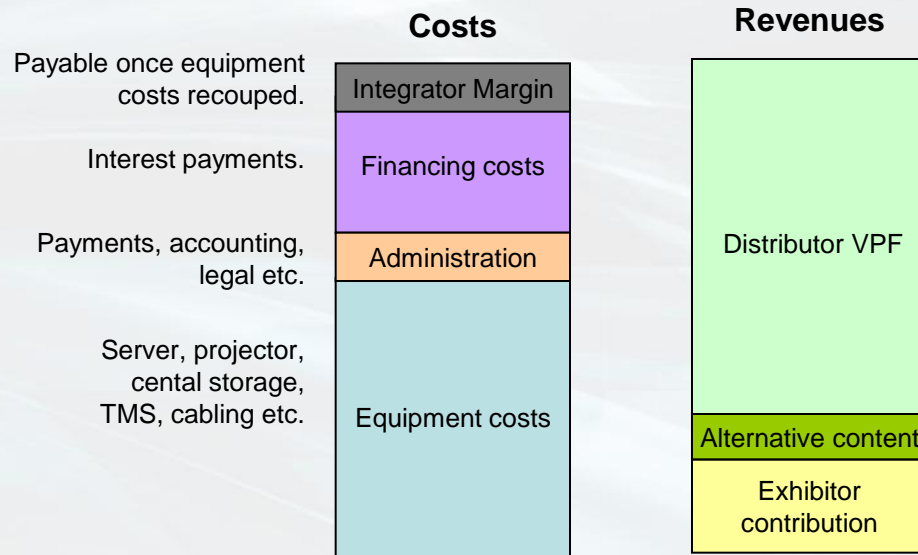 Costs
Revenues
Payable once equipment
costs recouped.
Integrator Margin
Interest payments.
Financing costs
Payments, accounting,
legal etc.
Administration
Server, projector,
cental storage,
TMS, cabling etc.
Equipment costs
Distributor VPF
Alternative content
Exhibitor
contribution